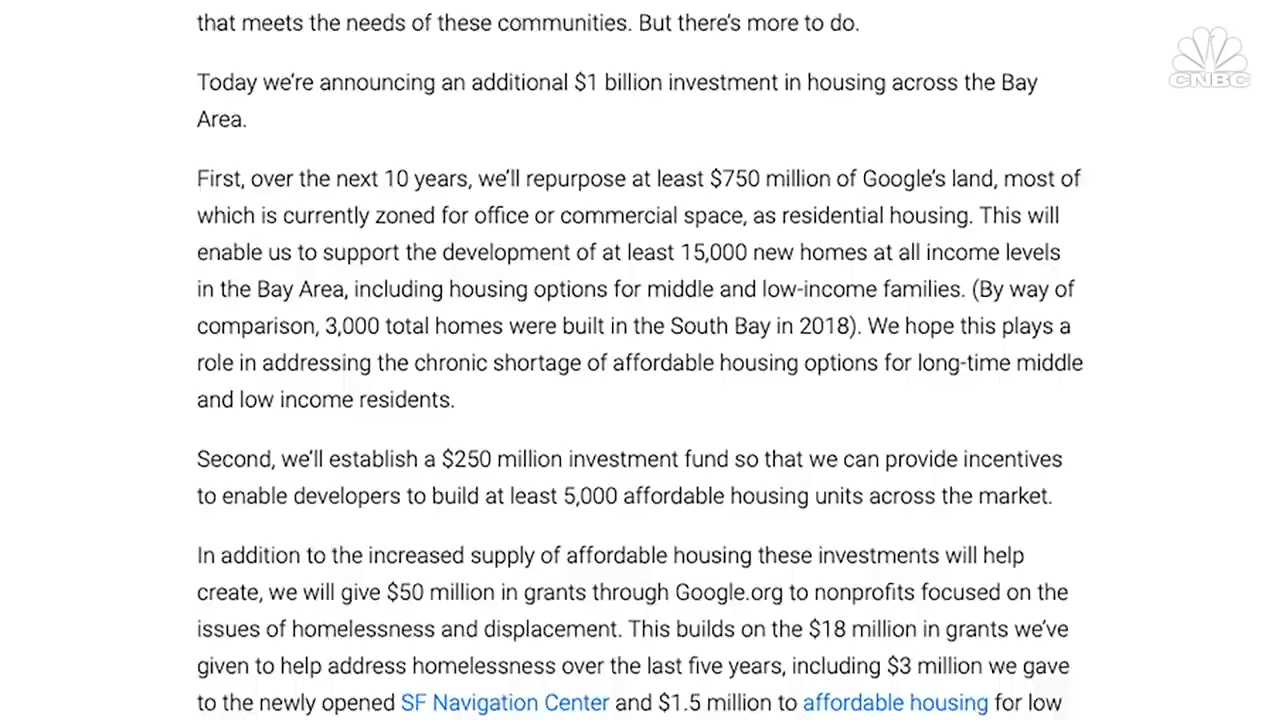 that meets the needs of these communities. But there’s more to do.
CNBC
Today we’re announcing an additional $1 billion investment in housing across the Bay
Area.
First, over the next 10 years, we’ll repurpose at least $750 million of Google’s land, most of
which is currently zoned for office or commercial space, as residential housing. This will
enable us to support the development of at least 15,000 new homes at all income levels
in the Bay Area, including housing options for middle and low-income families. (By way of
comparison, 3,000 total homes were built in the South Bay in 2018). We hope this plays a
role in addressing the chronic shortage of affordable housing options for long-time middle
and low income residents.
Second, we’ll establish a $250 million investment fund so that we can provide incentives
to enable developers to build at least 5,000 affordable housing units across the market.
In addition to the increased supply of affordable housing these investments will help
create, we will give $50 million in grants through Google.org to nonprofits focused on the
issues of homelessness and displacement. This builds on the $18 million in grants we’ve
given to help address homelessness over the last five years, including $3 million we gave
to the newly opened SF Navigation Center and $1.5 million to affordable housing for low